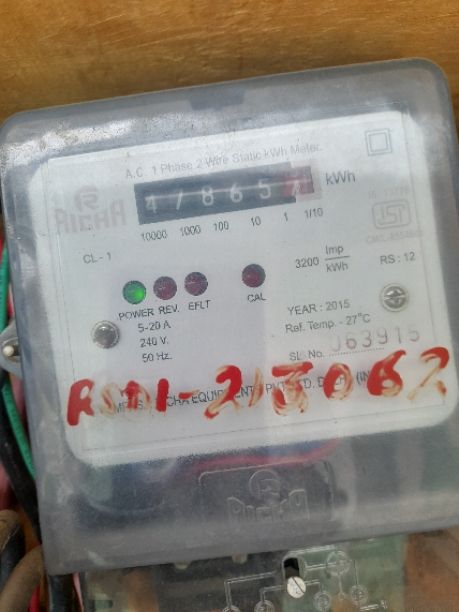 A.C. 1 Phase 2 Wire Static kWh Meter.
RICHA
47865 kWh
10000 1000 100 10 1 1/10
CL - 1
3200 Imp/kWh
RS : 12
POWER REV. EFLT CAL
5-20 A
240 V.
50 Hz.
YEAR : 2015
Ref. Temp. - 27°C
SL. No. 063915
RICHA